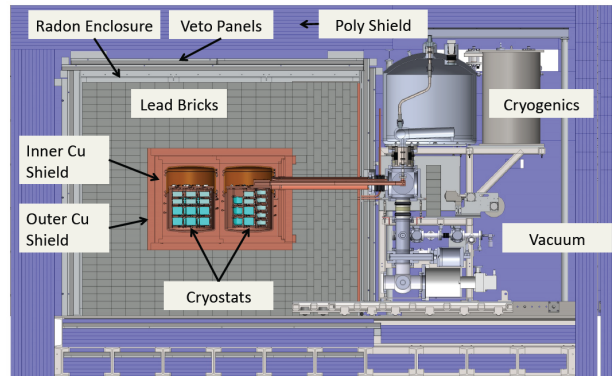 Radon Enclosure
Veto Panels
Poly Shield
Lead Bricks
Cryogenics
Inner Cu
Shield
Outer Cu
Shield
Vacuum
Cryostats